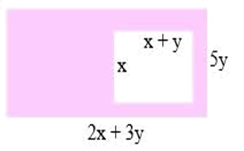 x + y
x
5y
2x + 3y